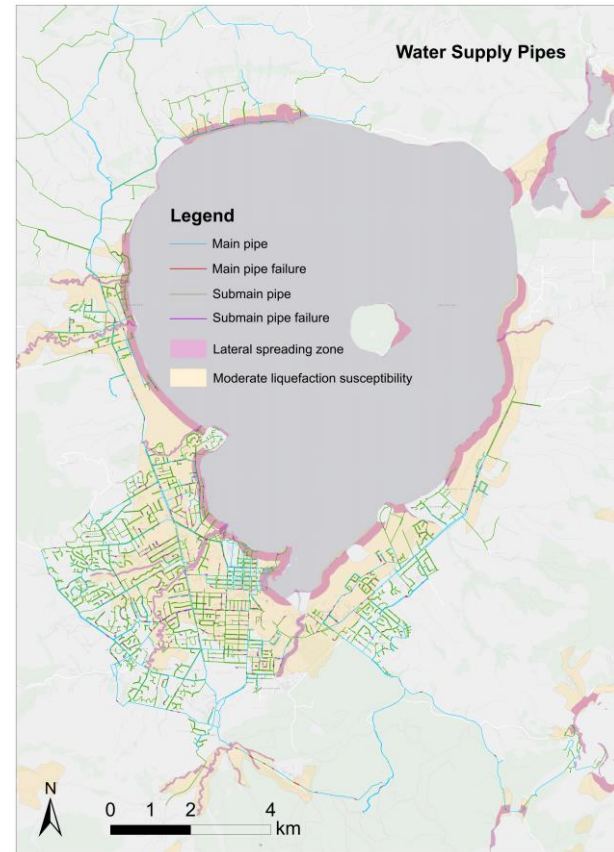 Water Supply Pipes
Legend
Main pipe
Main pipe failure
Submain pipe
Submain pipe failure
Lateral spreading zone
Moderate liquefaction susceptibility
N
0 1 2 4
km